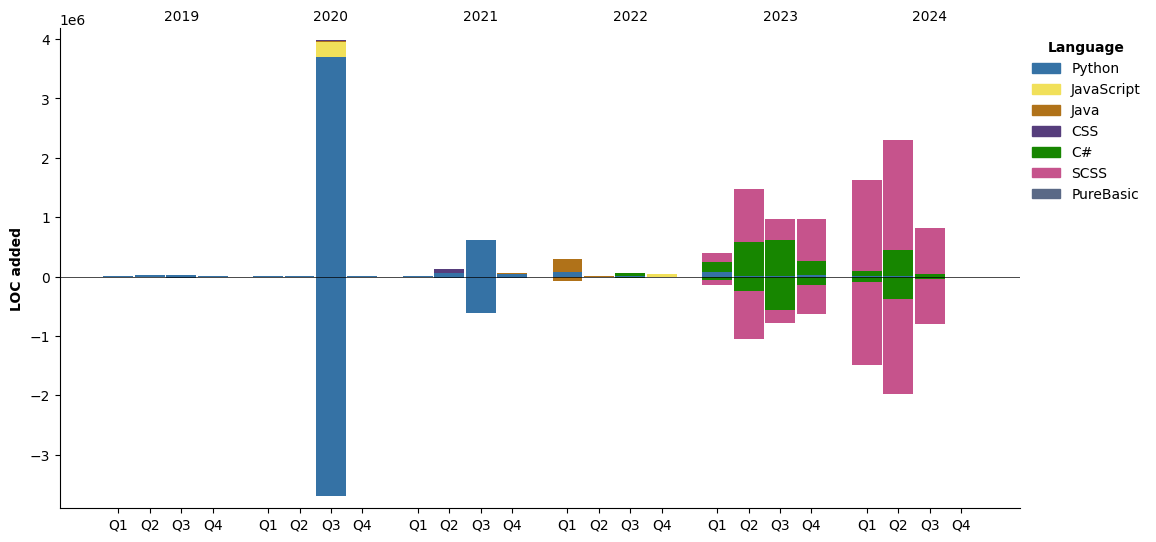 1e6
2019 2020 2021 2022 2023 2024
4
3
2
1
0
−1
−2
−3
LOC added
Q1 Q2 Q3 Q4 Q1 Q2 Q3 Q4 Q1 Q2 Q3 Q4 Q1 Q2 Q3 Q4 Q1 Q2 Q3 Q4 Q1 Q2 Q3 Q4
Language
Python
JavaScript
Java
CSS
C#
SCSS
PureBasic